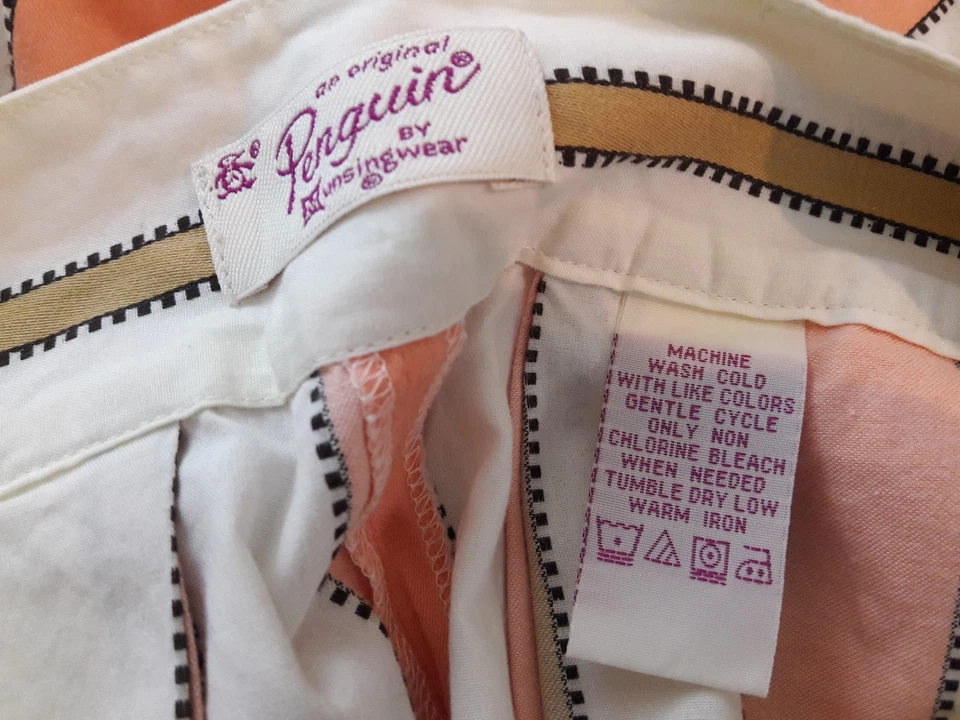 an original
Penguin®
BY
Munsingwear
®
MACHINE
WASH COLD
WITH LIKE COLORS
GENTLE CYCLE
ONLY NON
CHLORINE BLEACH
WHEN NEEDED
TUMBLE DRY LOW
WARM IRON